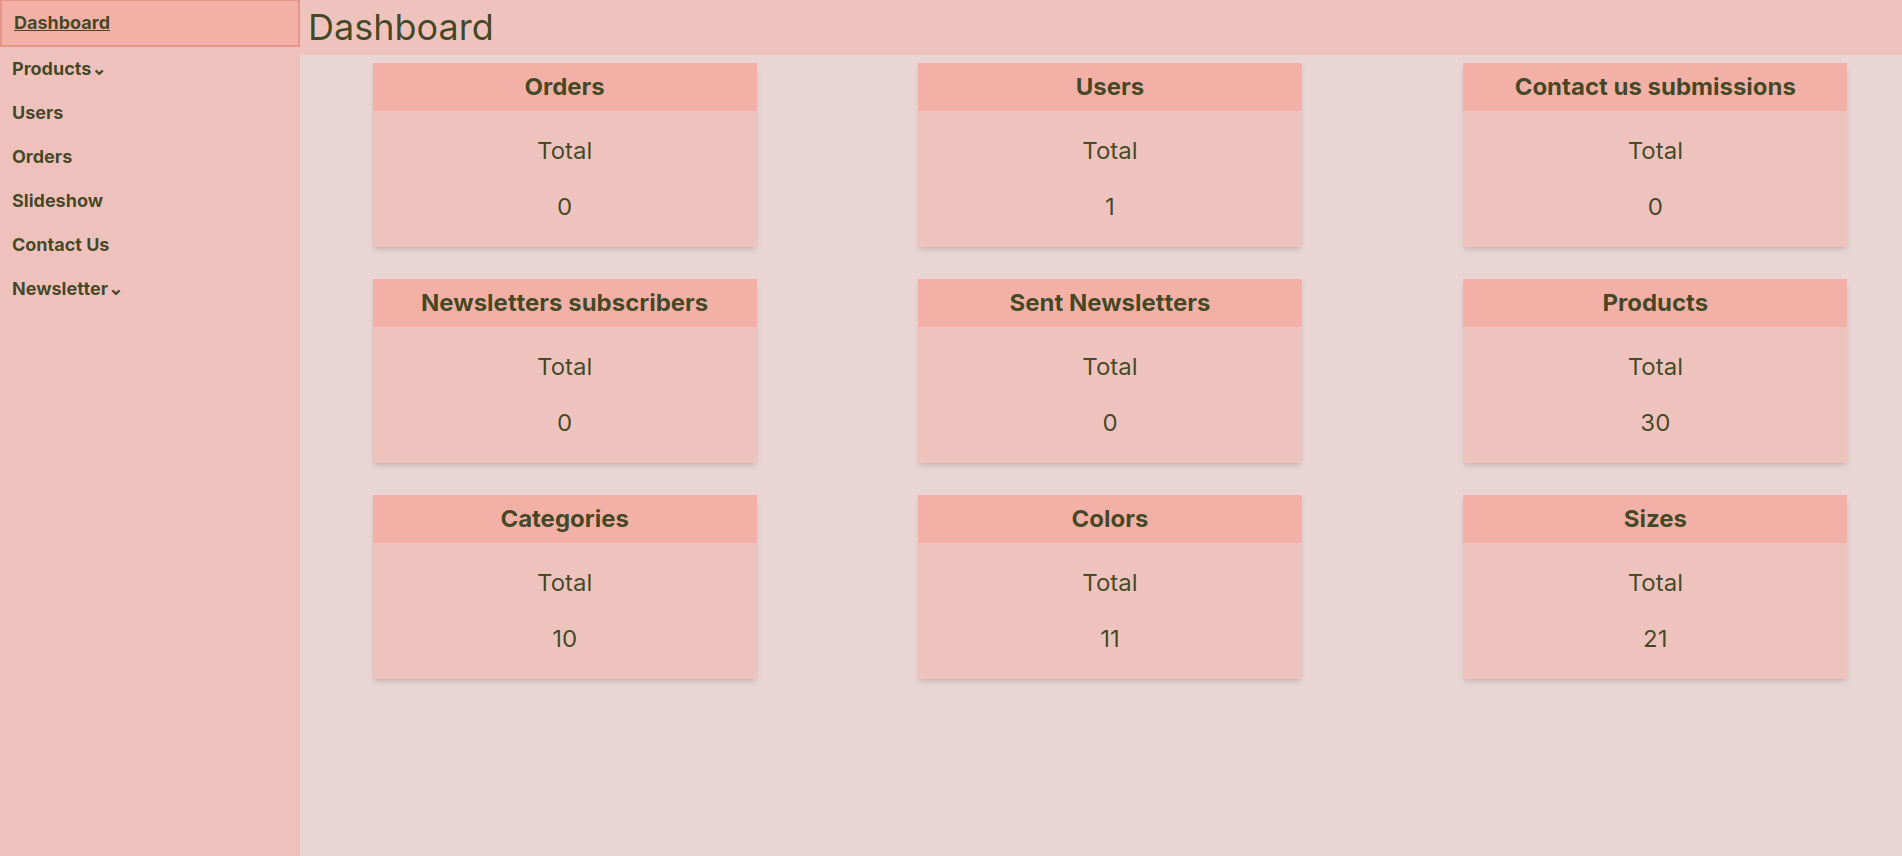 Dashboard
Products
Users
Orders
Slideshow
Contact Us
Newsletter
Dashboard
Orders
Total
0
Users
Total
1
Contact us submissions
Total
0
Newsletters subscribers
Total
0
Sent Newsletters
Total
0
Products
Total
30
Categories
Total
10
Colors
Total
11
Sizes
Total
21